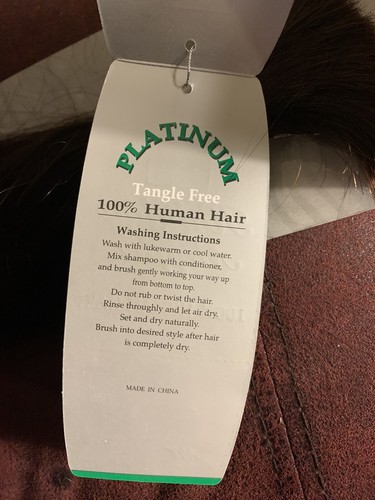 PLATINUM
Tangle Free
100% Human Hair
Washing Instructions
Wash with lukewarm or cool water.
Mix shampoo with conditioner,
and brush gently working your way up
from bottom to top.
Do not rub or twist the hair.
Rinse throughly and let air dry.
Set and dry naturally.
Brush into desired style after hair
is completely dry.
MADE IN CHINA